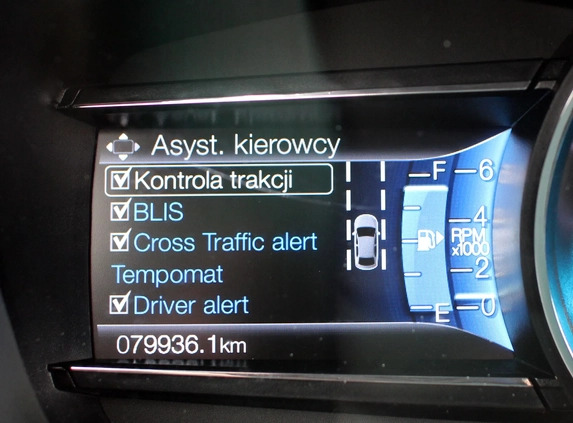 Asyst. kierowcy
Kontrola trakcji
BLIS
Cross Traffic alert
Tempomat
Driver alert
079936.1km
F
E
6
4
RPM
x1000
2
0